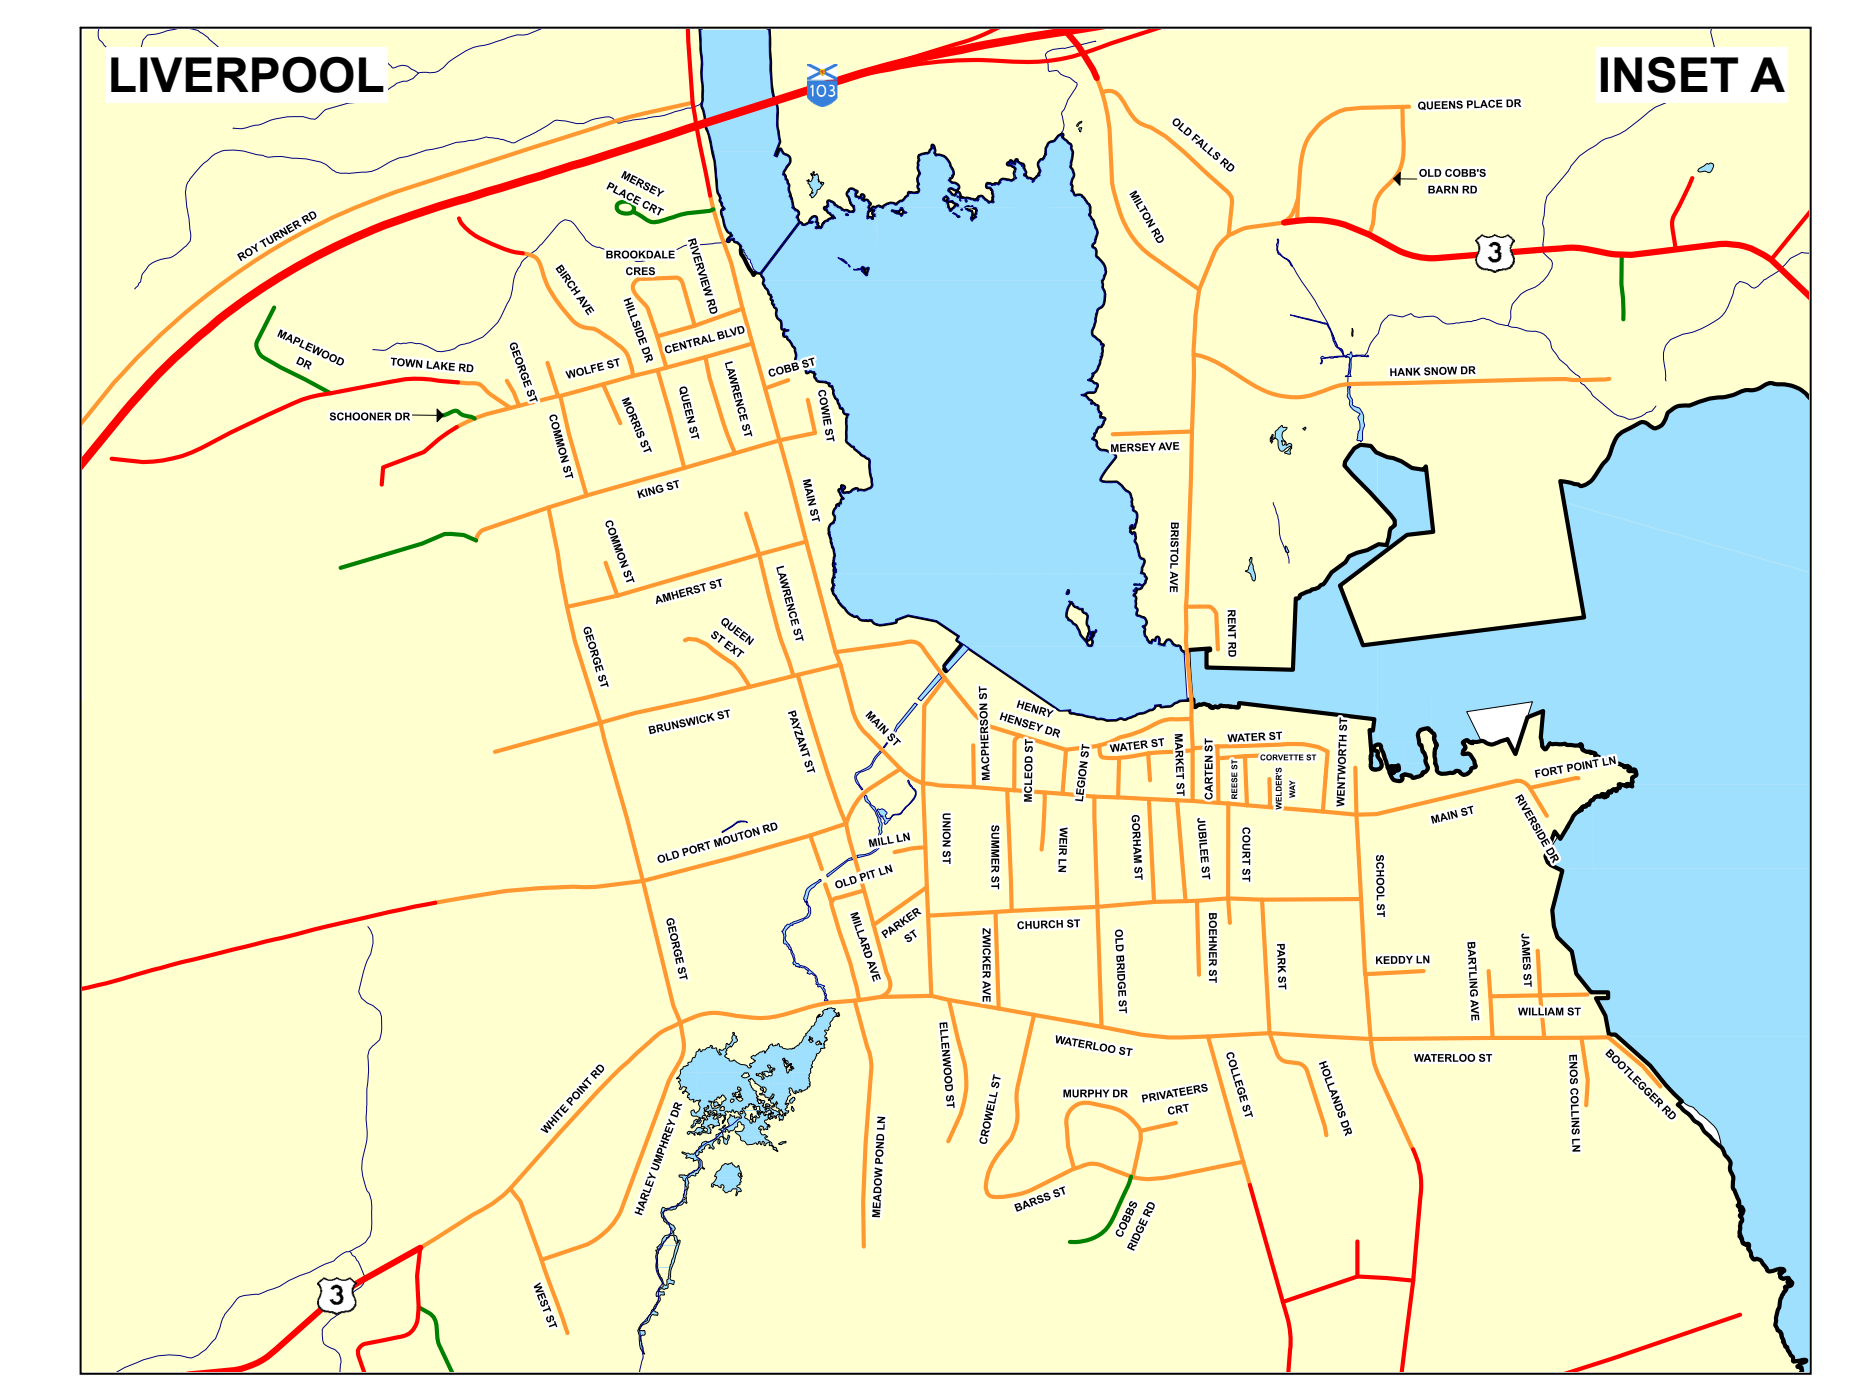 LIVERPOOL
INSET A
103
QUEENS PLACE DR
OLD FALLS RD
OLD COBB'S
BARN RD
MERSEY
PLACE CRT
MILTON RD
ROY TURNER RD
3
BROOKDALE
CRES
RIVERVIEW RD
BIRCH AVE
HILLSIDE DR
CENTRAL BLVD
MAPLEWOOD
DR
TOWN LAKE RD
GEORGE ST
WOLFE ST
COBB ST
LAWRENCE ST
HANK SNOW DR
SCHOONER DR
COMMON ST
MORRIS ST
QUEEN ST
COWIE ST
MERSEY AVE
KING ST
MAIN ST
COMMON ST
BRISTOL AVE
AMHERST ST
LAWRENCE ST
QUEEN
ST EXT
RENT RD
GEORGE ST
BRUNSWICK ST
PAYZANT ST
MAIN ST
MACPHERSON ST
HENRY
HENSEY DR
MCLEOD ST
LEGION ST
WATER ST
MARKET ST
CARTEN ST
WATER ST
REESE ST
CORVETTE ST
WELDER'S
WAY
WENTWORTH ST
FORT POINT LN
MAIN ST
RIVERSIDE DR
OLD PORT MOUTON RD
MILL LN
UNION ST
SUMMER ST
WEIR LN
GORHAM ST
JUBILEE ST
COURT ST
SCHOOL ST
OLD PIT LN
MILLARD AVE
PARKER
ST
CHURCH ST
ZWICKER AVE
OLD BRIDGE ST
BOEHNER ST
PARK ST
KEDDY LN
BARTLING AVE
JAMES ST
WILLIAM ST
GEORGE ST
WHITE POINT RD
ELLENWOOD ST
WATERLOO ST
WATERLOO ST
ENOS COLLINS LN
BOOTLEGGER RD
CROWELL ST
MURPHY DR
PRIVATEERS
CRT
COLLEGE ST
HOLLANDS DR
HARLEY UMPHREY DR
MEADOW POND LN
BARSS ST
COBBS
RIDGE RD
WEST ST
3